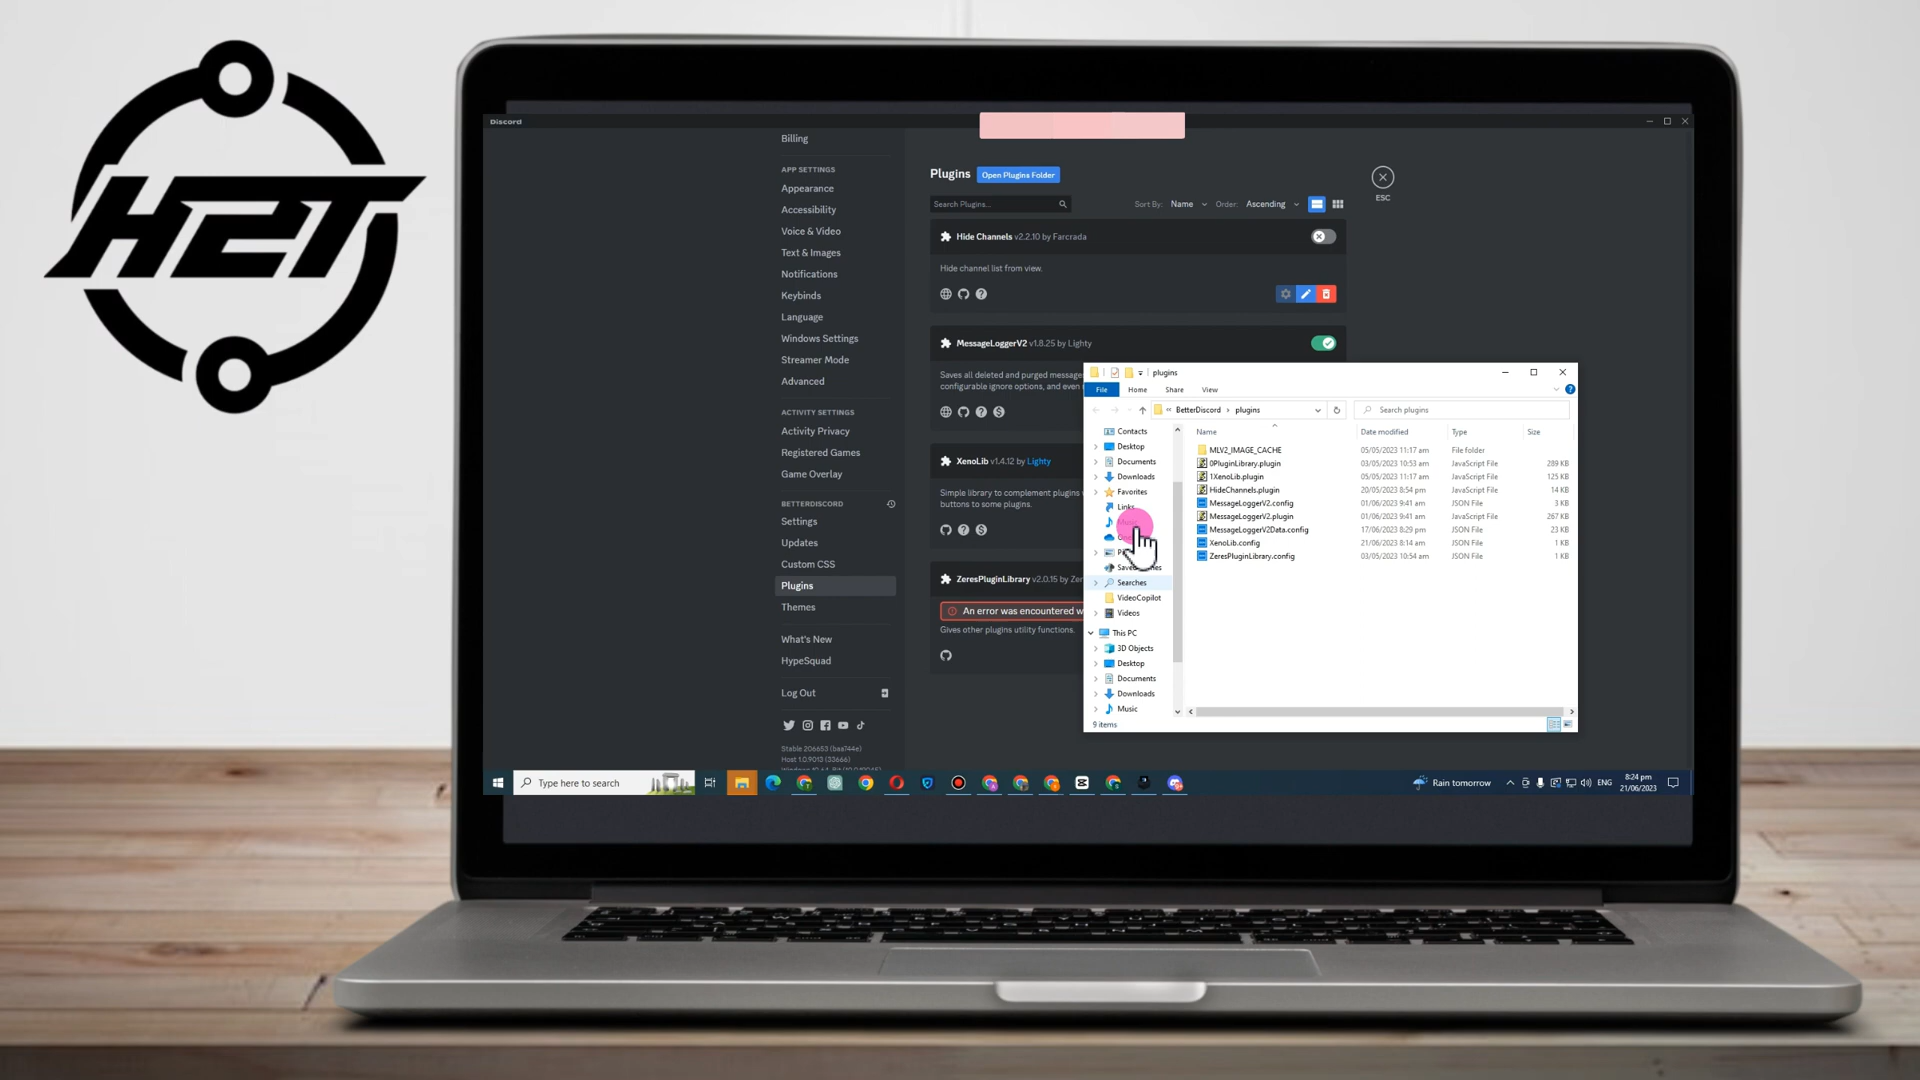 H2T
Discord
Billing
APP SETTINGS
Appearance
Accessibility
Voice & Video
Text & Images
Notifications
Keybinds
Language
Windows Settings
Streamer Mode
Advanced
ACTIVITY SETTINGS
Activity Privacy
Registered Games
Game Overlay
BETTERDISCORD
Settings
Updates
Custom CSS
Plugins
Themes
What's New
HypeSquad
Log Out
Stable 206653 (baa744e)
Host 1.0.9013 (33666)
Plugins Open Plugins Folder
Search Plugins...
Sort By: Name Order: Ascending
ESC
Hide Channels v2.2.10 by Farcrada
Hide channel list from view.
MessageLoggerV2 v1.8.25 by Lighty
Saves all deleted and purged message
configurable ignore options, and even
XenoLib v1.4.12 by Lighty
Simple library to complement plugins
buttons to some plugins.
ZeresPluginLibrary v2.0.15 by Zer
An error was encountered w
Gives other plugins utility functions.
plugins
File Home Share View
« BetterDiscord › plugins
Search plugins
Contacts
Desktop
Documents
Downloads
Favorites
Links
Music
Searches
VideoCopilot
Videos
This PC
3D Objects
Desktop
Documents
Downloads
Music
9 items
Name Date modified Type Size
MLV2_IMAGE_CACHE 05/05/2023 11:17 am File folder
0PluginLibrary.plugin 03/05/2023 10:53 am JavaScript File 289 KB
1XenoLib.plugin 05/05/2023 11:17 am JavaScript File 125 KB
HideChannels.plugin 20/05/2023 8:54 pm JavaScript File 14 KB
MessageLoggerV2.config 01/06/2023 9:41 am JSON File 3 KB
MessageLoggerV2.plugin 01/06/2023 9:41 am JavaScript File 267 KB
MessageLoggerV2Data.config 17/06/2023 8:29 pm JSON File 23 KB
XenoLib.config 21/06/2023 8:14 am JSON File 1 KB
ZeresPluginLibrary.config 03/05/2023 10:54 am JSON File 1 KB
Type here to search
Rain tomorrow
ENG
8:24 pm
21/06/2023